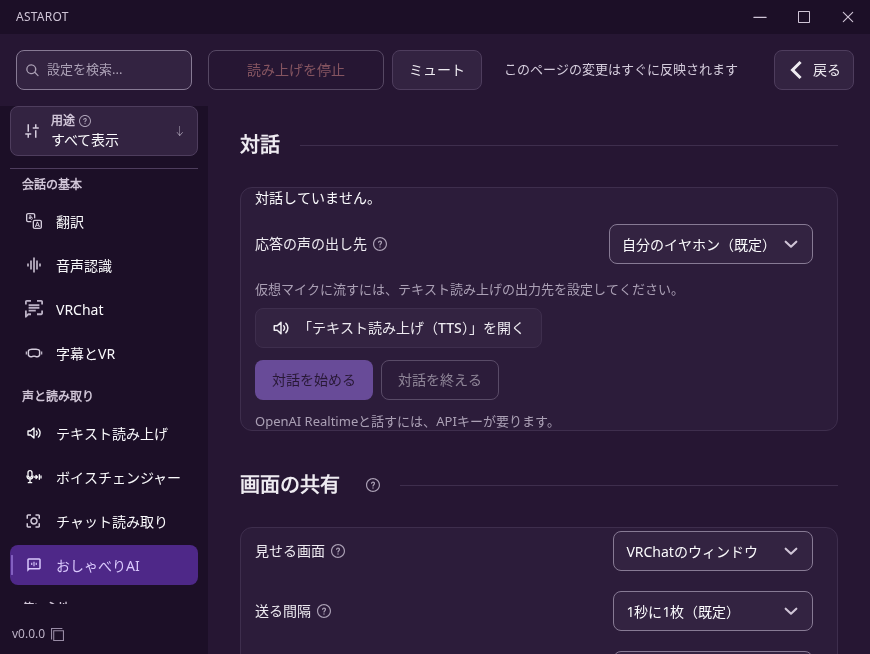 ASTAROT
設定を検索...
読み上げを停止
ミュート
このページの変更はすぐに反映されます
戻る
用途
すべて表示
会話の基本
翻訳
音声認識
VRChat
字幕とVR
声と読み取り
テキスト読み上げ
ボイスチェンジャー
チャット読み取り
おしゃべりAI
v0.0.0
対話
対話していません。
応答の声の出し先
自分のイヤホン（既定）
仮想マイクに流すには、テキスト読み上げの出力先を設定してください。
「テキスト読み上げ（TTS）」を開く
対話を始める
対話を終える
OpenAI Realtimeと話すには、APIキーが要ります。
画面の共有
見せる画面
VRChatのウィンドウ
送る間隔
1秒に1枚（既定）